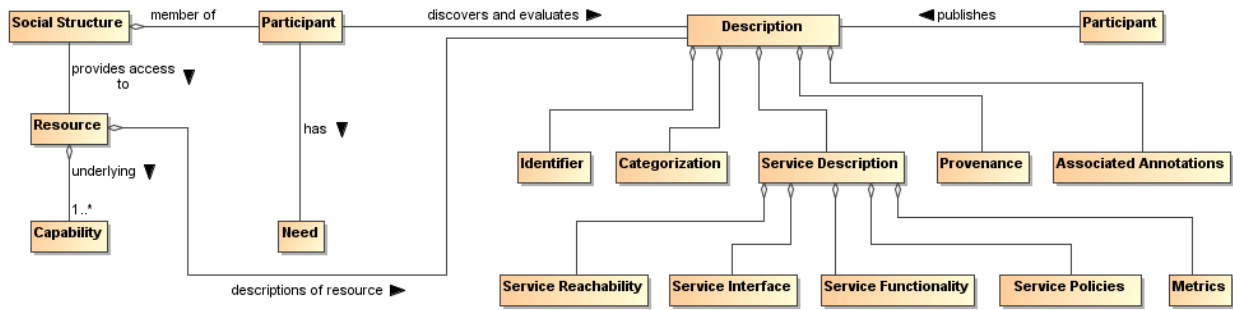 Social Structure
member of
Participant
discovers and evaluates
Description
publishes
Participant
provides access
to
Resource
has
underlying
1..*
Capability
Need
descriptions of resource
Identifier
Categorization
Service Description
Provenance
Associated Annotations
Service Reachability
Service Interface
Service Functionality
Service Policies
Metrics